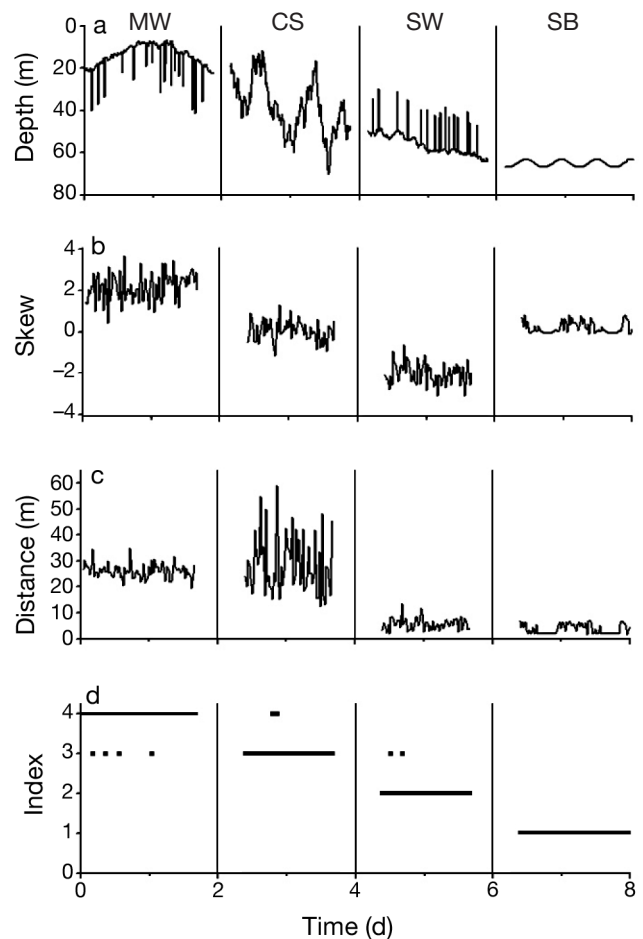 MW CS SW SB
a
0
20
40
60
80
Depth (m)
b
4
2
0
–2
–4
Skew
c
60
50
40
30
20
10
0
Distance (m)
d
4
3
2
1
0
Index
0 2 4 6 8
Time (d)